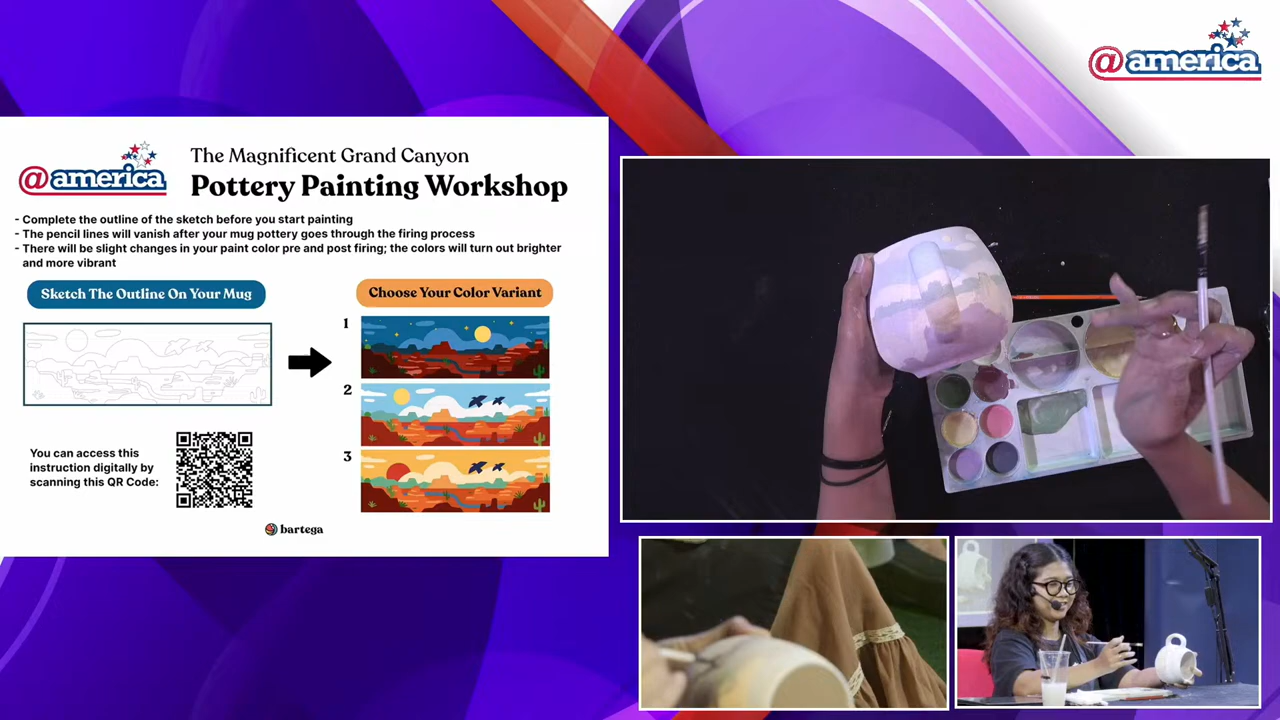 @america
@america
The Magnificent Grand Canyon
Pottery Painting Workshop
- Complete the outline of the sketch before you start painting
- The pencil lines will vanish after your mug pottery goes through the firing process
- There will be slight changes in your paint color pre and post firing; the colors will turn out brighter
and more vibrant
Sketch The Outline On Your Mug
Choose Your Color Variant
1
2
3
You can access this
instruction digitally by
scanning this QR Code:
bartega